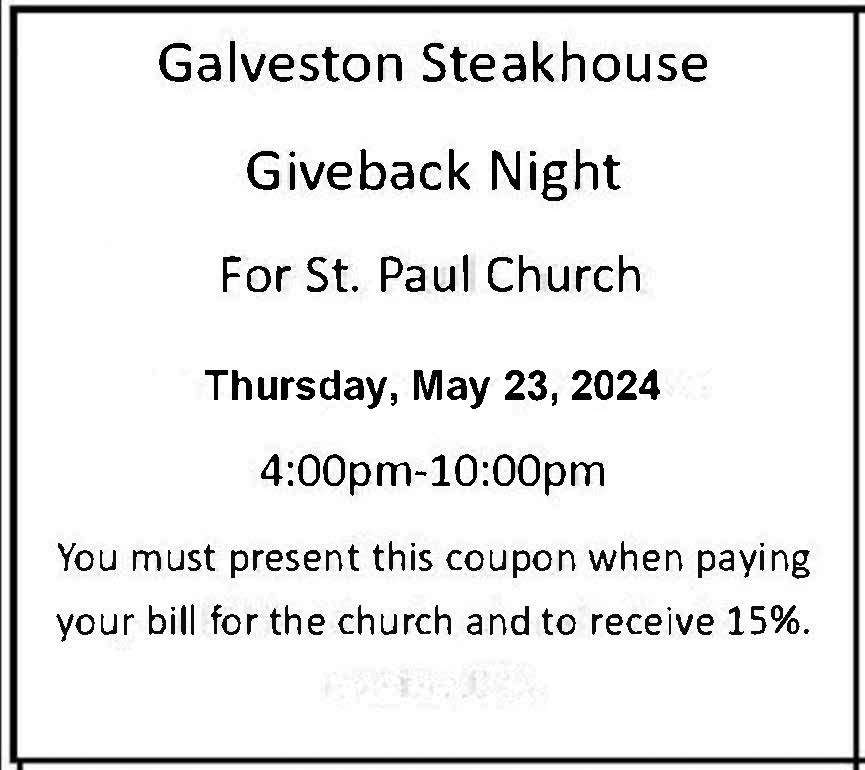 Galveston Steakhouse
Giveback Night
For St. Paul Church
Thursday, May 23, 2024
4:00pm-10:00pm
You must present this coupon when paying
your bill for the church and to receive 15%.